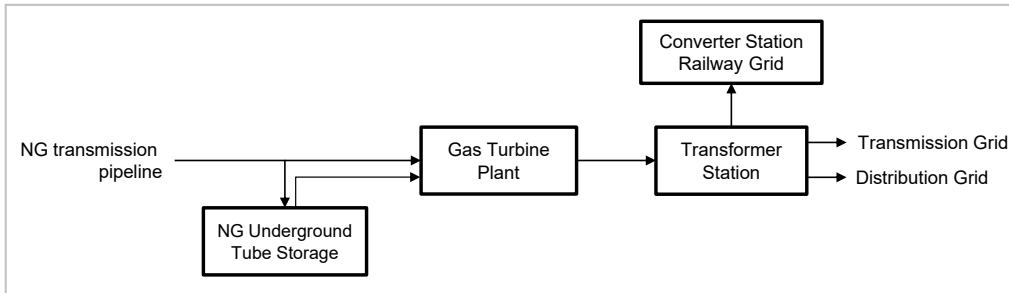 Converter Station
Railway Grid
NG transmission
pipeline
Gas Turbine
Plant
Transformer
Station
Transmission Grid
Distribution Grid
NG Underground
Tube Storage